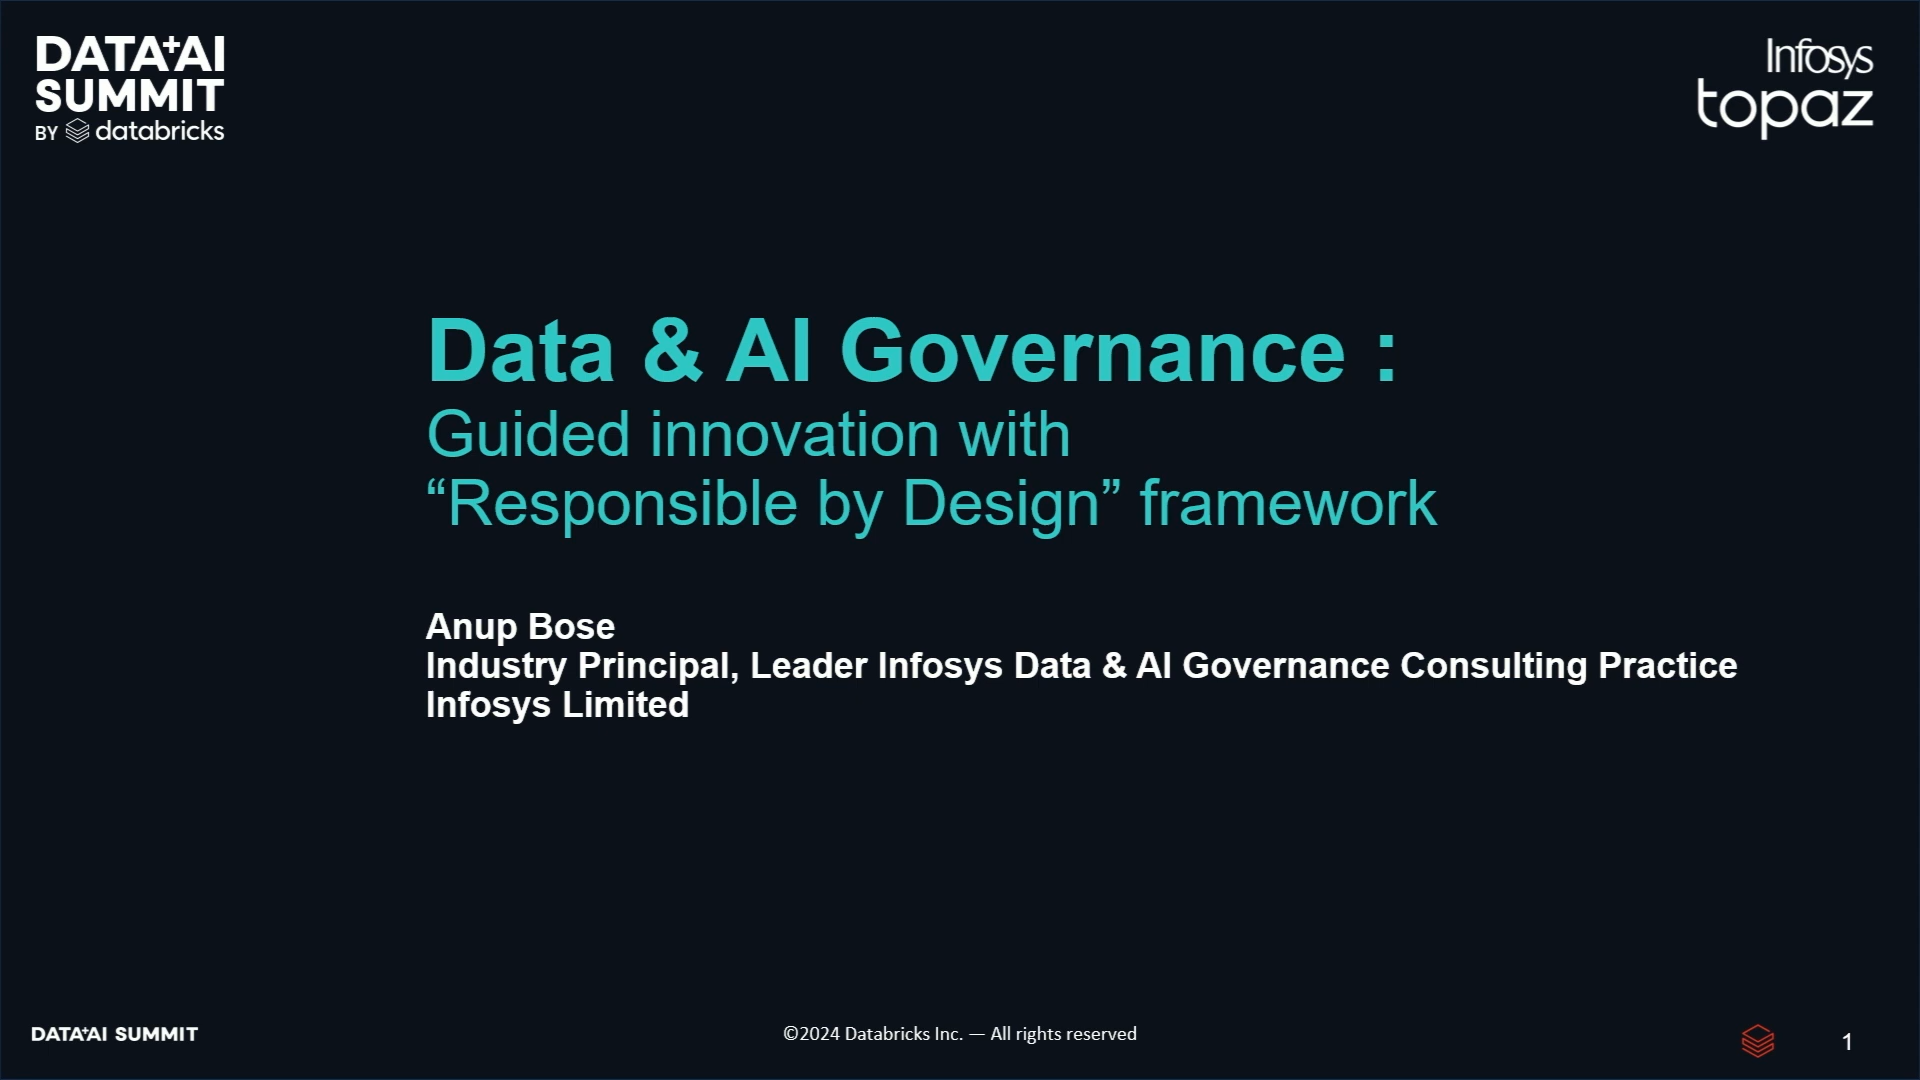 DATA+AI
SUMMIT
BY databricks
Infosys
topaz
Data & AI Governance :
Guided innovation with
“Responsible by Design” framework
Anup Bose
Industry Principal, Leader Infosys Data & AI Governance Consulting Practice
Infosys Limited
DATA+AI SUMMIT
©2024 Databricks Inc. — All rights reserved
1